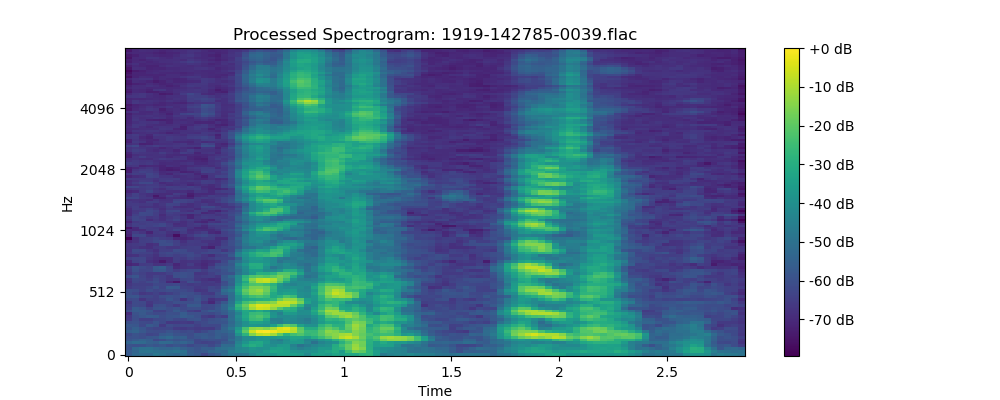 Processed Spectrogram: 1919-142785-0039.flac
+0 dB
-10 dB
-20 dB
-30 dB
-40 dB
-50 dB
-60 dB
-70 dB
4096
2048
1024
512
0
Hz
0
0.5
1
1.5
2
2.5
Time